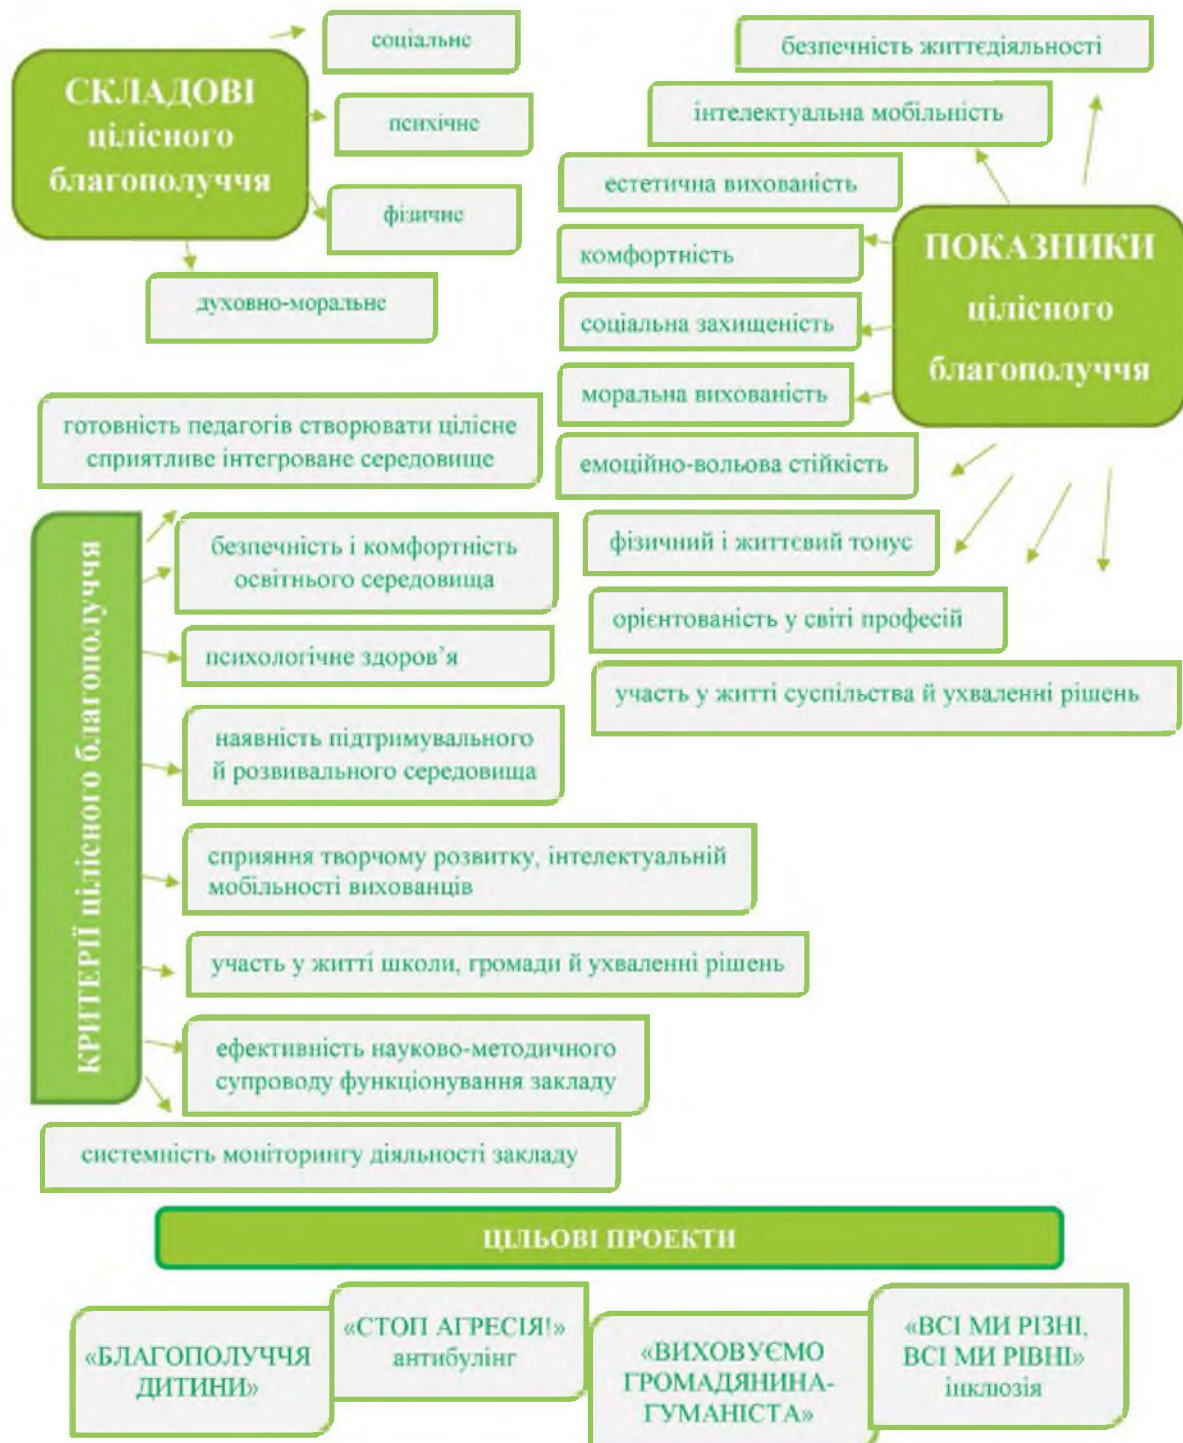 СКЛАДОВІ
цілісного
благополуччя
соціальне
психічне
фізичне
духовно-моральне
ПОКАЗНИКИ
цілісного
благополуччя
безпечність життєдіяльності
інтелектуальна мобільність
естетична вихованість
комфортність
соціальна захищеність
моральна вихованість
емоційно-вольова стійкість
фізичний і життєвий тонус
орієнтованість у світі професій
участь у житті суспільства й ухваленні рішень
КРИТЕРІЇ цілісного благополуччя
готовність педагогів створювати цілісне
сприятливе інтегроване середовище
безпечність і комфортність
освітнього середовища
психологічне здоров’я
наявність підтримувального
й розвивального середовища
сприяння творчому розвитку, інтелектуальній
мобільності вихованців
участь у житті школи, громади й ухваленні рішень
ефективність науково-методичного
супроводу функціонування закладу
системність моніторингу діяльності закладу
ЦІЛЬОВІ ПРОЕКТИ
«БЛАГОПОЛУЧЧЯ
ДИТИНИ»
«СТОП АГРЕСІЯ!»
антибулінг
«ВИХОВУЄМО
ГРОМАДЯНИНА-
ГУМАНІСТА»
«ВСІ МИ РІЗНІ,
ВСІ МИ РІВНІ»
інклюзія